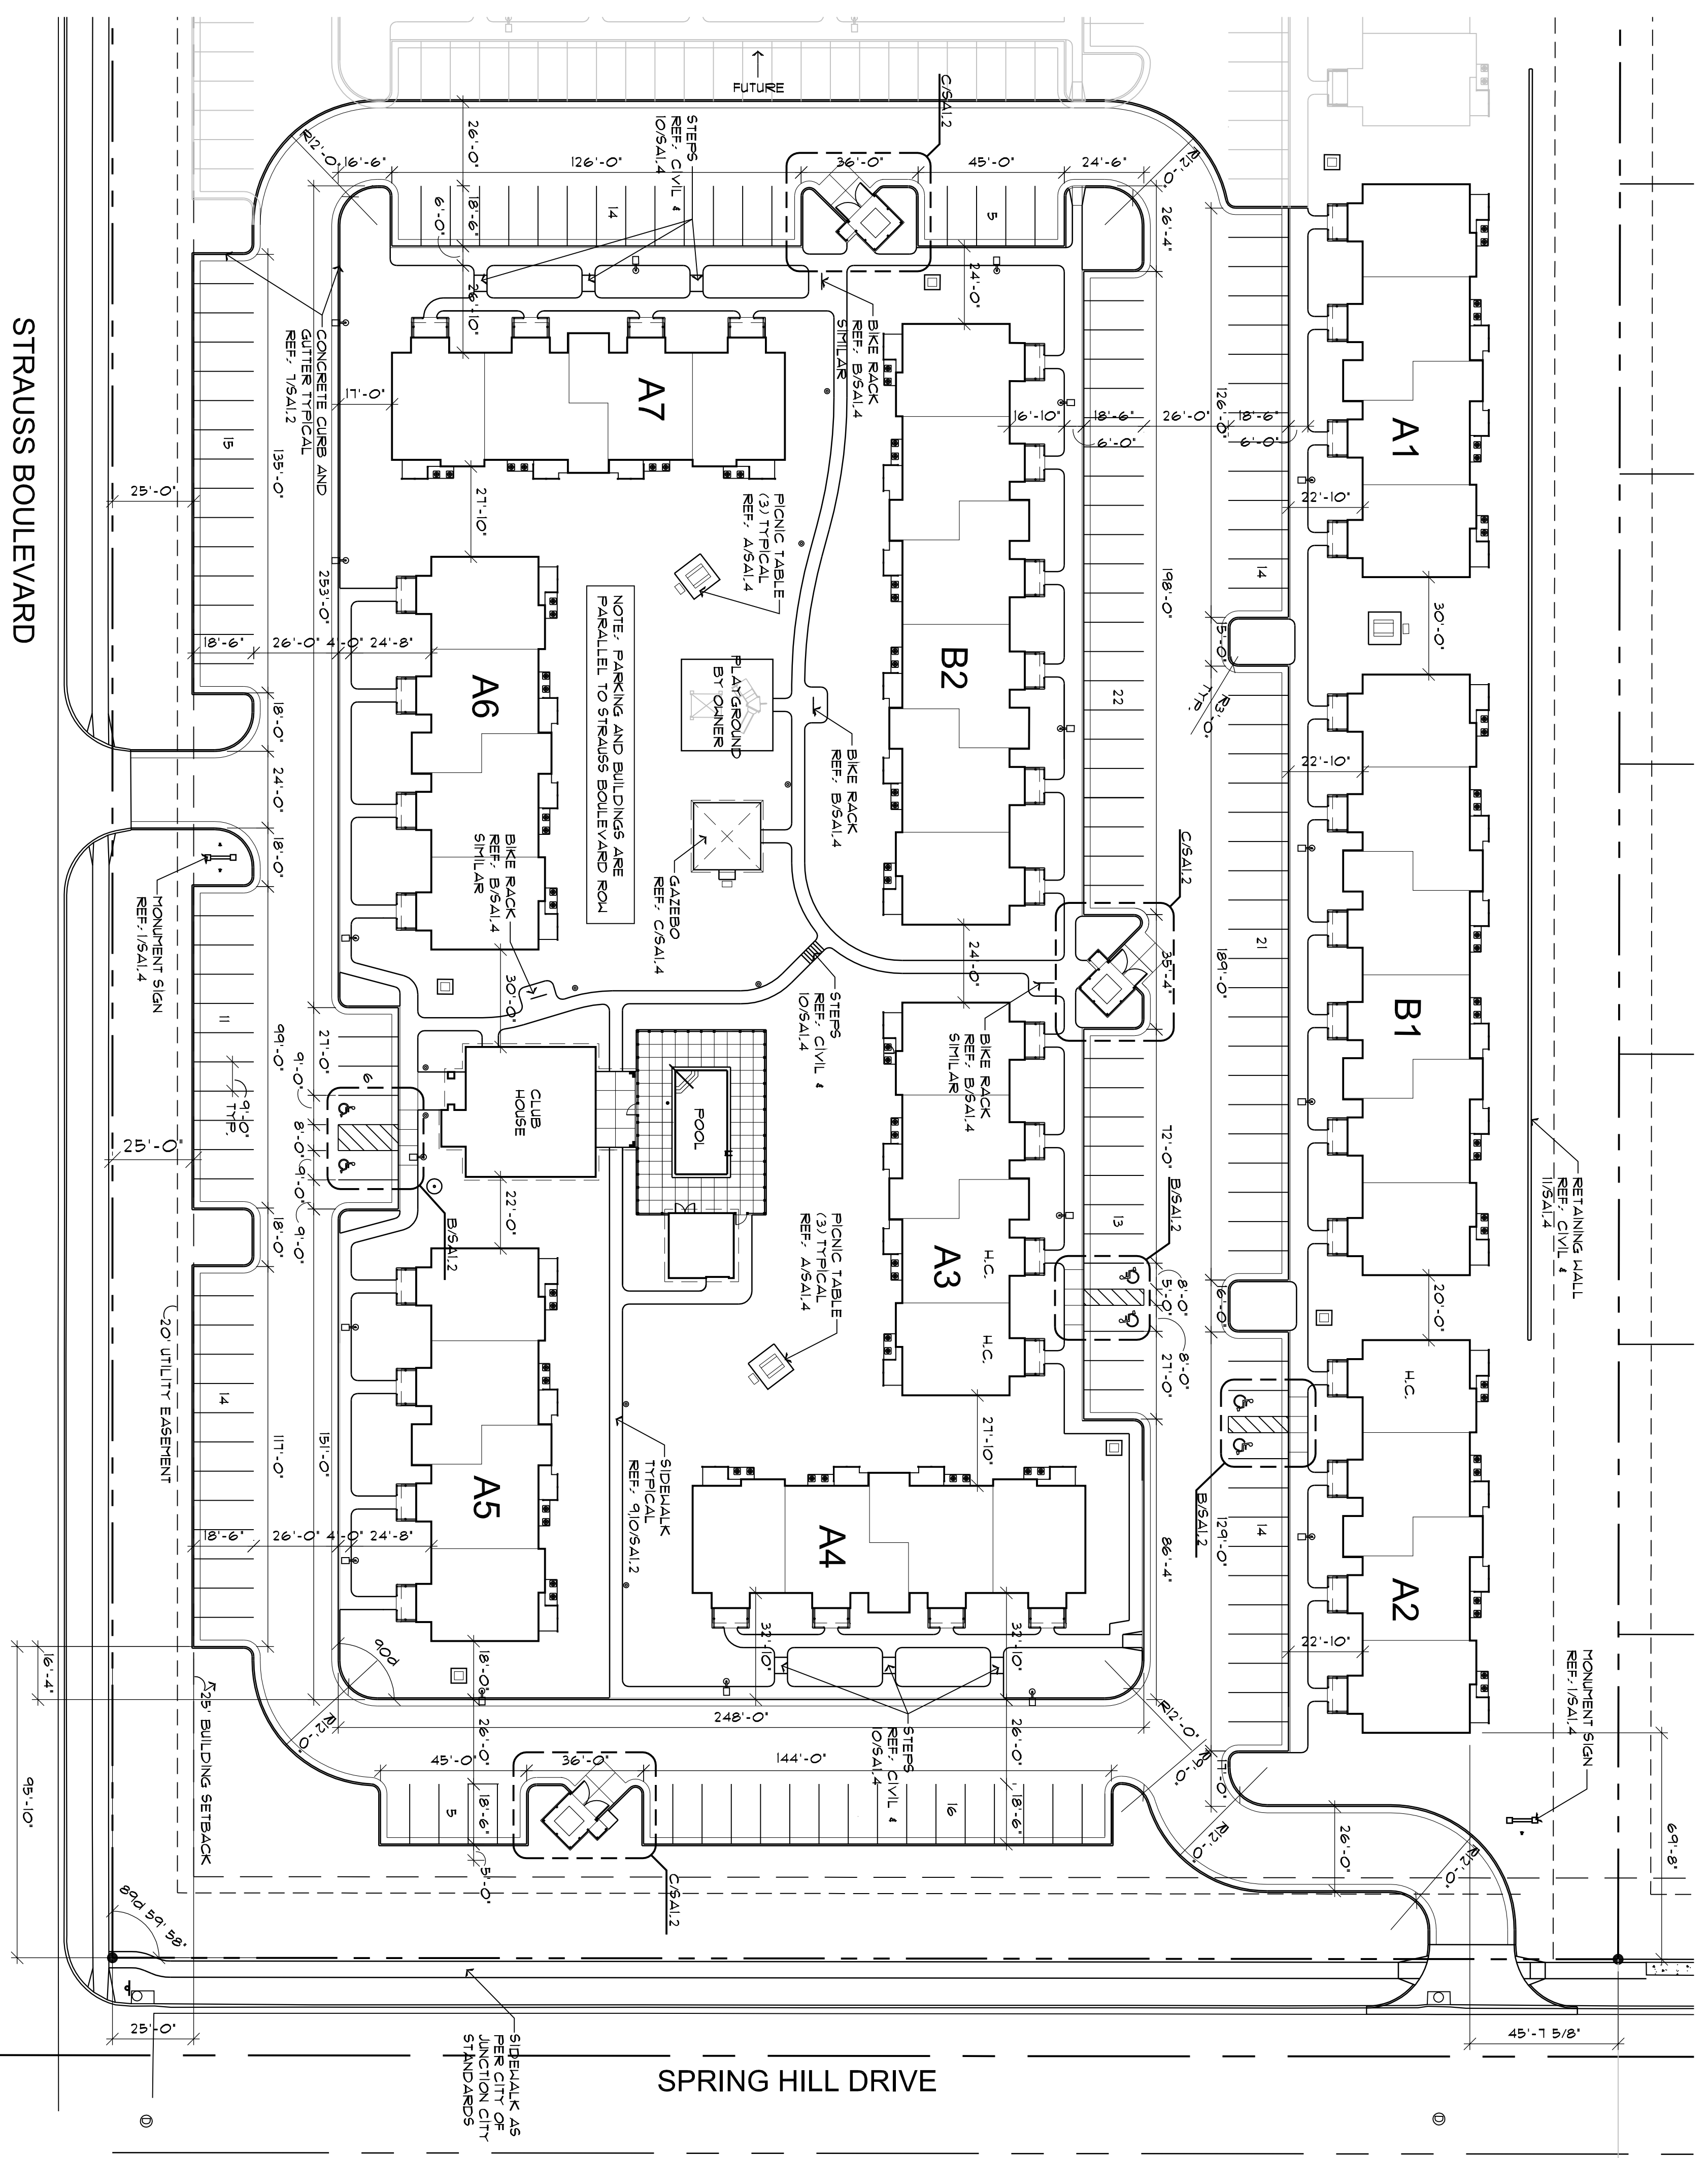 FUTURE
C/SA1.2
STEPS
REF: CIVIL &
10/SA1.4
R12'-0"
16'-6"
126'-0"
36'-0"
45'-0"
24'-6"
R12'-0"
26'-0"
18'-6"
6'-0"
26'-10"
14
5
24'-0"
26'-4"
CONCRETE CURB AND
GUTTER TYPICAL
REF: 7/SA1.2
BIKE RACK
REF: B/SA1.4
SIMILAR
A7
17'-0"
15
135'-0"
25'-0"
27'-10"
16'-10"
18'-6"
6'-0"
26'-0"
18'-6"
6'-0"
126'-0"
A1
22'-10"
14
30'-0"
15'-0"
R3'-0"
TYP.
PICNIC TABLE
(3) TYPICAL
REF: A/SA1.4
NOTE: PARKING AND BUILDINGS ARE
PARALLEL TO STRAUSS BOULEVARD ROW
STRAUSS BOULEVARD
253'-0"
18'-6"
26'-0"
4'-0"
24'-8"
A6
PLAYGROUND
BY OWNER
B2
198'-0"
22
18'-0"
24'-0"
18'-0"
BIKE RACK
REF: B/SA1.4
GAZEBO
REF: C/SA1.4
BIKE RACK
REF: B/SA1.4
SIMILAR
MONUMENT SIGN
REF: 1/SA1.4
22'-10"
C/SA1.2
35'-4"
24'-0"
21
189'-0"
B1
30'-0"
STEPS
REF: CIVIL &
10/SA1.4
BIKE RACK
REF: B/SA1.4
SIMILAR
11
99'-0"
27'-0"
9'-0"
8'-0"
9'-0"
9'-0"
6
9'-0"
TYP.
25'-0"
CLUB
HOUSE
POOL
22'-0"
B/SA1.2
18'-0"
PICNIC TABLE
(3) TYPICAL
REF: A/SA1.4
A3
H.C.
H.C.
72'-0"
13
B/SA1.2
8'-0"
5'-0"
8'-0"
27'-0"
RETAINING WALL
REF: CIVIL &
11/SA1.4
20'-0"
16'-0"
H.C.
B/SA1.2
14
129'-0"
A2
22'-10"
27'-10"
20' UTILITY EASEMENT
14
117'-0"
151'-0"
18'-6"
26'-0"
4'-0"
24'-8"
A5
SIDEWALK
TYPICAL
REF: 9,10/SA1.2
A4
86'-4"
32'-10"
32'-10"
90d
18'-0"
26'-0"
248'-0"
26'-0"
R12'-0"
R12'-0"
R19'-0"
17'-0"
R12'-0"
26'-0"
R12'-0"
MONUMENT SIGN
REF: 1/SA1.4
69'-8"
16'-4"
95'-10"
25' BUILDING SETBACK
STEPS
REF: CIVIL &
10/SA1.4
45'-0"
36'-0"
144'-0"
5
18'-6"
5'-0"
16
18'-6"
C/SA1.2
89d 59' 58"
25'-0"
SIDEWALK AS
PER CITY OF
JUNCTION CITY
STANDARDS
45'-7 5/8"
SPRING HILL DRIVE
D
D